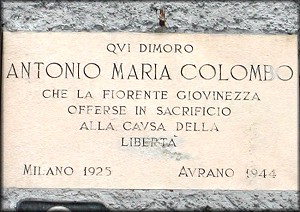 QVI DIMORO
ANTONIO MARIA COLOMBO
CHE LA FIORENTE GIOVINEZZA
OFFERSE IN SACRIFICIO
ALLA CAVSA DELLA
LIBERTÀ
MILANO 1925 AVRANO 1944